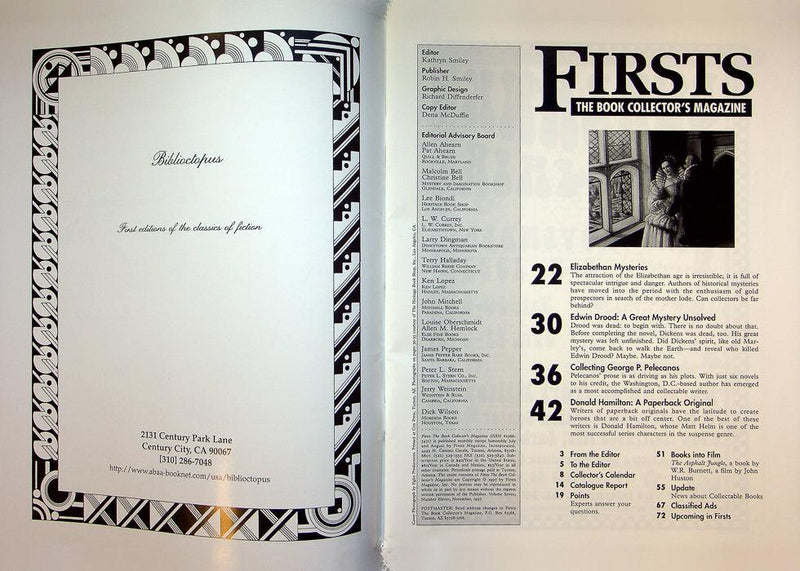 Biblioctopus
First editions of the classics of fiction
2131 Century Park Lane
Century City, CA 90067
[310] 286-7048
http://www.abaa-booknet.com/usa/biblioctopus
Editor
Kathryn Smiley
Publisher
Robin H. Smiley
Graphic Design
Richard Diffenderfer
Copy Editor
Dena McDuffie
Editorial Advisory Board
Allen Ahearn
Pat Ahearn
Quill & Brush
Rockville, Maryland
Malcolm Bell
Christine Bell
Mystery and Imagination Bookshop
Glendale, California
Lee Biondi
Heritage Book Shop
Los Angeles, California
L. W. Currey
L. W. Currey, Inc.
Elizabethtown, New York
Larry Dingman
Dinkytown Antiquarian Bookstore
Minneapolis, Minnesota
Terry Halladay
William Reese Company
New Haven, Connecticut
Ken Lopez
Ken Lopez
Hadley, Massachusetts
John Mitchell
Mitchell Books
Pasadena, California
Louise Oberschmidt
Allen M. Hemlock
Else Fine Books
Dearborn, Michigan
James Pepper
James Pepper Rare Books, Inc.
Santa Barbara, California
Peter L. Stern
Peter L. Stern Co., Inc.
Boston, Massachusetts
Jerry Weinstein
Weinstein & Ruhl
Cambria, California
Dick Wilson
Houston, Texas
FIRSTS
THE BOOK COLLECTOR'S MAGAZINE
22 Elizabethan Mysteries
The attraction of the Elizabethan age is irresistible; it is full of
spectacular intrigue and danger. Authors of historical mysteries
have moved into the period with the enthusiasm of gold
prospectors in search of the mother lode. Can collectors be far
behind?
30 Edwin Drood: A Great Mystery Unsolved
Drood was dead: to begin with. There is no doubt about that.
Before completing the novel, Dickens was dead, too. His great
mystery was left unfinished. Did Dickens' spirit, like old Mar-
ley's, come back to walk the Earth—and reveal who killed
Edwin Drood? Maybe. Maybe not.
36 Collecting George P. Pelecanos
Pelecanos' prose is as driving as his plots. With just six novels
to his credit, the Washington, D.C.-based author has emerged
as a most accomplished and collectable writer.
42 Donald Hamilton: A Paperback Original
Writers of paperback originals have the latitude to create
heroes that are a bit off center. One of the best of these
writers is Donald Hamilton, whose Matt Helm is one of the
most successful series characters in the suspense genre.
3 From the Editor
5 To the Editor
8 Collector's Calendar
14 Catalogue Report
19 Points
Experts answer your
questions.
51 Books into Film
The Asphalt Jungle, a book by
W.R. Burnett, a film by John
Huston
55 Update
News about Collectable Books
67 Classified Ads
72 Upcoming in Firsts